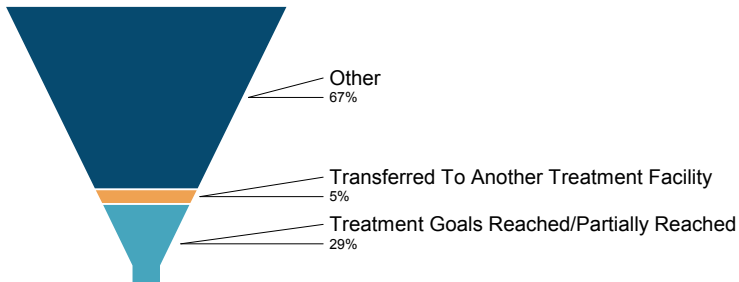 Other
67%
Transferred To Another Treatment Facility
5%
Treatment Goals Reached/Partially Reached
29%